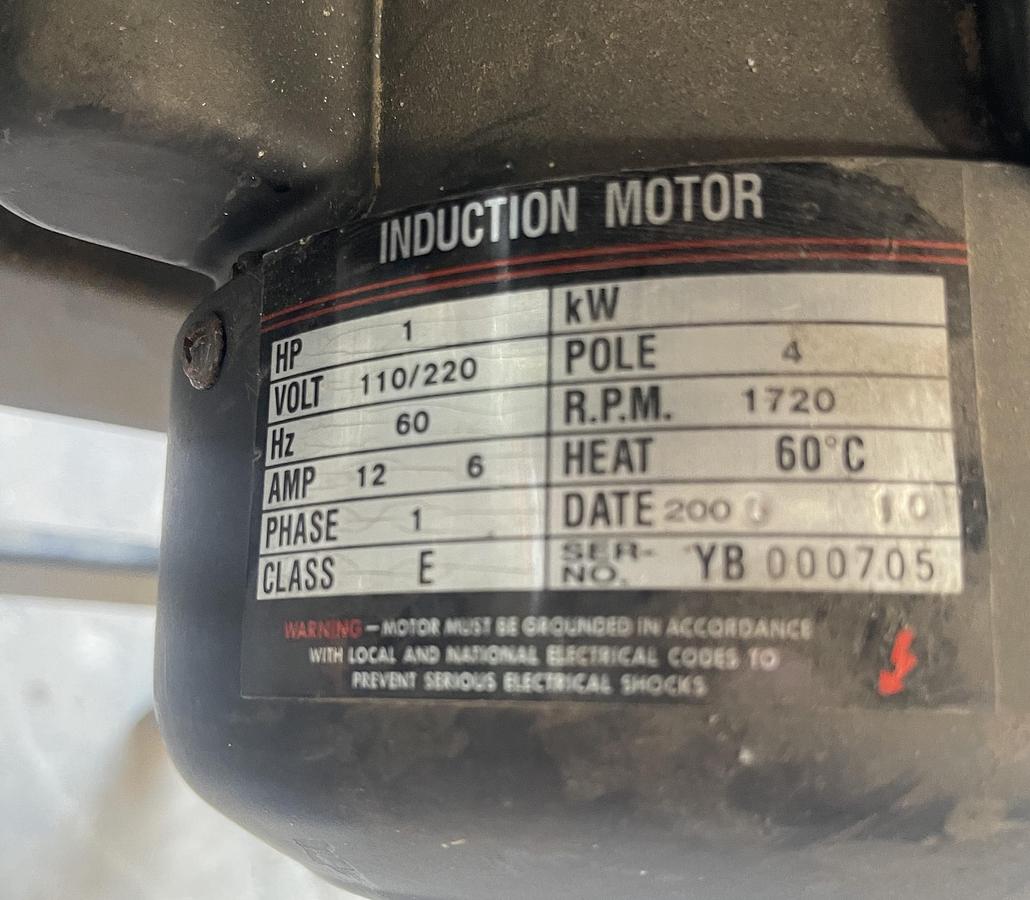 INDUCTION MOTOR
HP 1
VOLT 110/220
Hz 60
AMP 12 6
PHASE 1
CLASS E
kW
POLE 4
R.P.M. 1720
HEAT 60°C
DATE 10
SER-NO. YB 000705
WARNING – MOTOR MUST BE GROUNDED IN ACCORDANCE
WITH LOCAL AND NATIONAL ELECTRICAL CODES TO
PREVENT SERIOUS ELECTRICAL SHOCKS